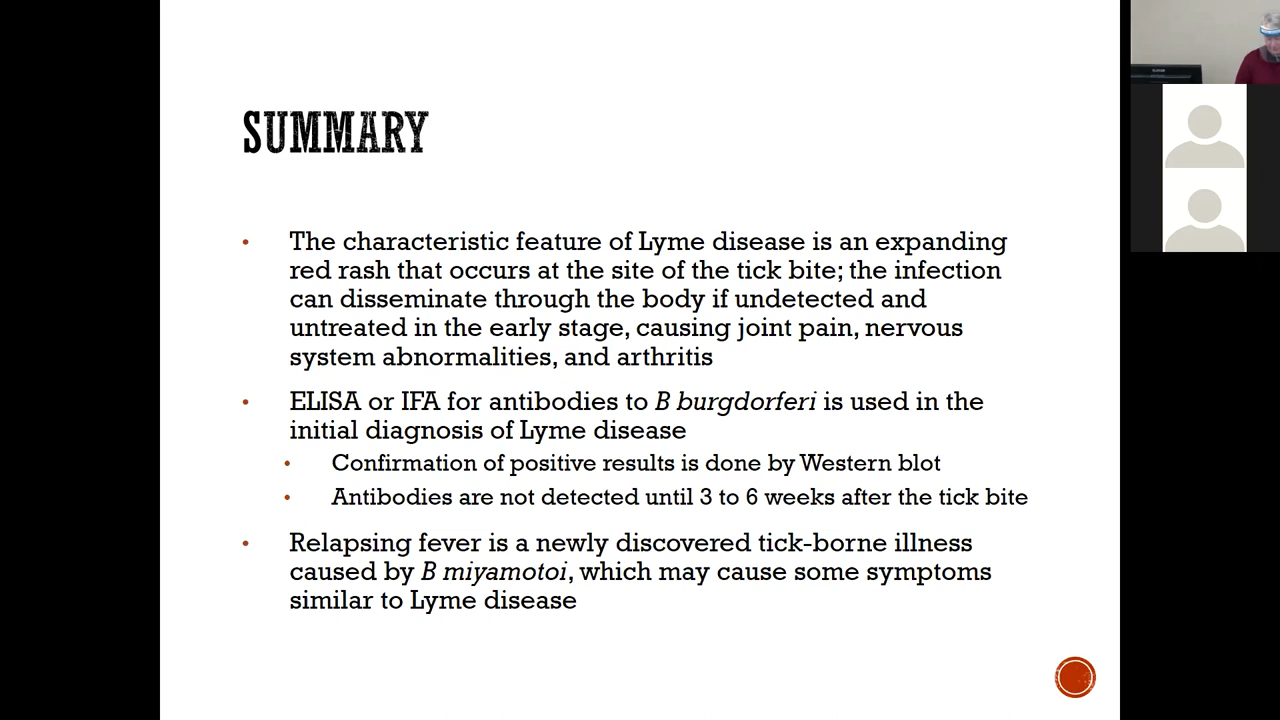 SUMMARY
• The characteristic feature of Lyme disease is an expanding
red rash that occurs at the site of the tick bite; the infection
can disseminate through the body if undetected and
untreated in the early stage, causing joint pain, nervous
system abnormalities, and arthritis
• ELISA or IFA for antibodies to B burgdorferi is used in the
initial diagnosis of Lyme disease
• Confirmation of positive results is done by Western blot
• Antibodies are not detected until 3 to 6 weeks after the tick bite
• Relapsing fever is a newly discovered tick-borne illness
caused by B miyamotoi, which may cause some symptoms
similar to Lyme disease